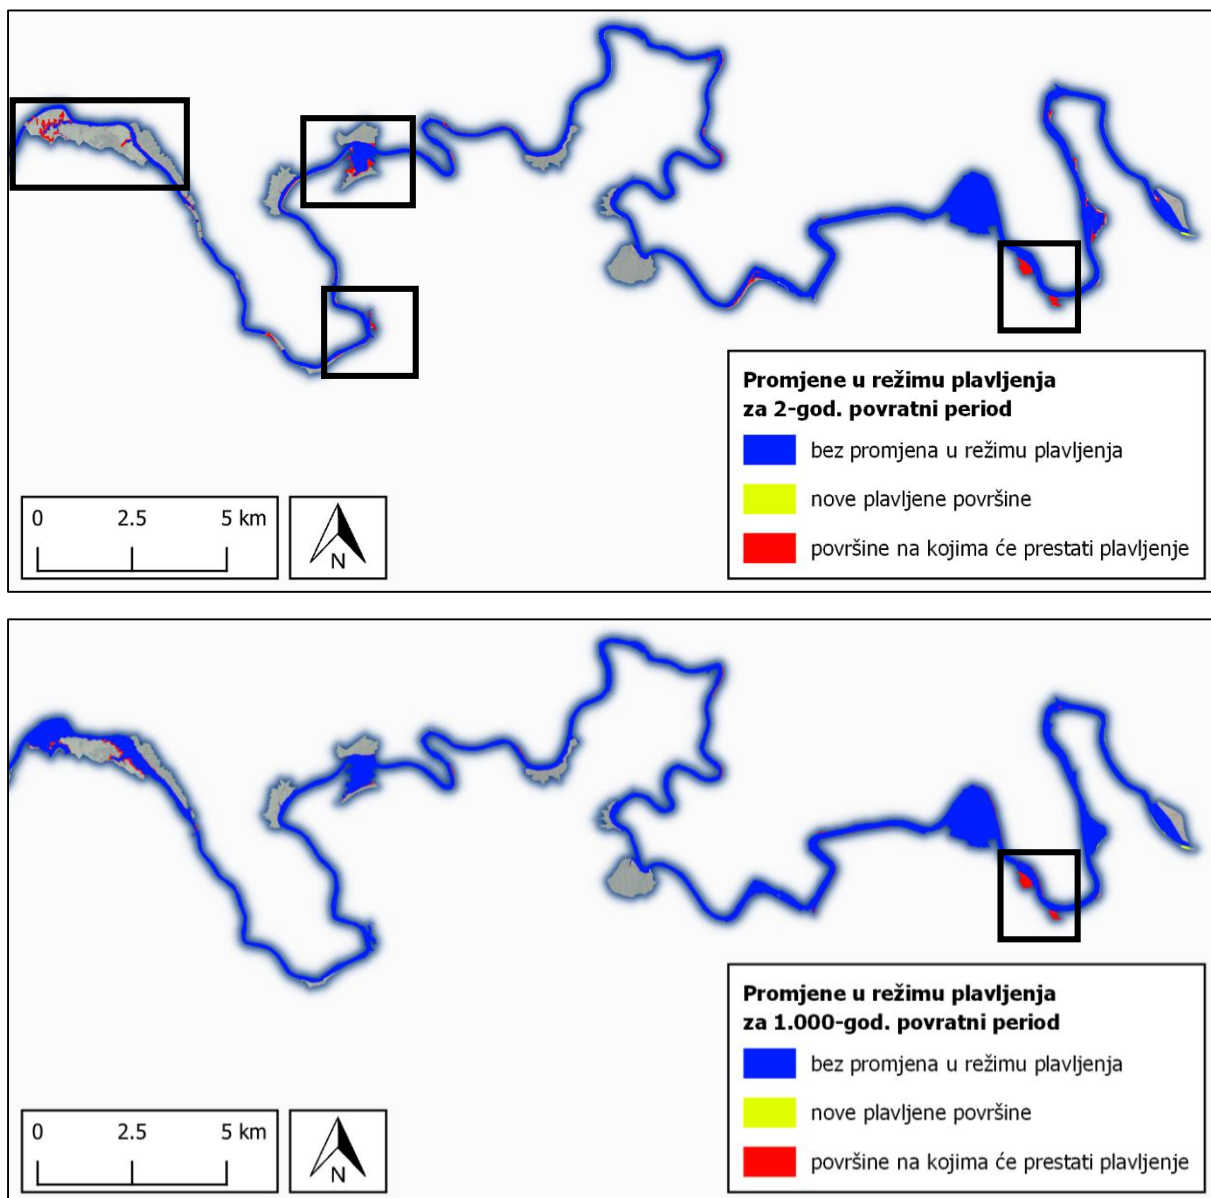 Promjene u režimu plavljenja
za 2-god. povratni period
bez promjena u režimu plavljenja
nove plavljene površine
površine na kojima će prestati plavljenje
0 2.5 5 km
N
Promjene u režimu plavljenja
za 1.000-god. povratni period
bez promjena u režimu plavljenja
nove plavljene površine
površine na kojima će prestati plavljenje
0 2.5 5 km
N